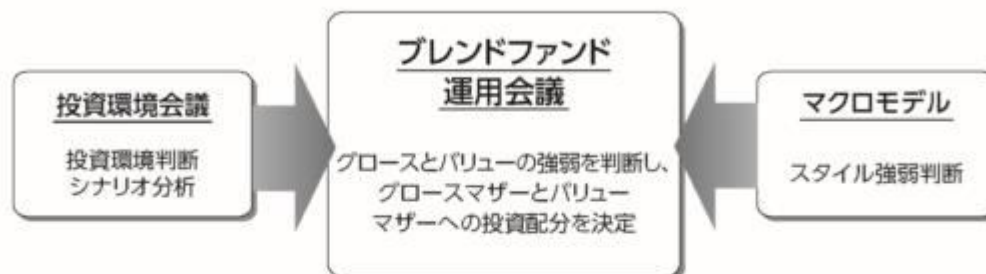 投資環境会議
投資環境判断
シナリオ分析
ブレンドファンド
運用会議
グロースとバリューの強弱を判断し、
グロースマザーとバリュー
マザーへの投資配分を決定
マクロモデル
スタイル強弱判断